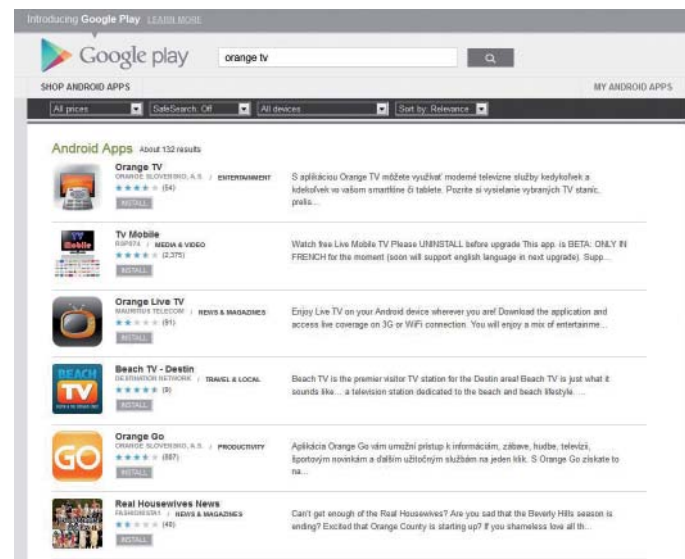 Introducing Google Play LEARN MORE
Google play
orange tv
SHOP ANDROID APPS
MY ANDROID APPS
All prices
SafeSearch: Off
All devices
Sort by: Relevance
Android Apps About 132 results
Orange TV
ORANGE SLOVENSKO, A.S. / ENTERTAINMENT
(54)
INSTALL
S aplikáciou Orange TV môžete využívať moderné televízne služby kedykoľvek a
kdekoľvek vo vašom smartfóne či tablete. Pozrite si vysielanie vybraných TV staníc,
prelis...
Tv Mobile
/ MEDIA & VIDEO
(2,375)
INSTALL
Watch free Live Mobile TV Please UNINSTALL before upgrade This app. is BETA: ONLY IN
FRENCH for the moment (soon will support english language in next upgrade). Supp...
Orange Live TV
MAURITIUS TELECOM / NEWS & MAGAZINES
(91)
INSTALL
Enjoy Live TV on your Android device wherever you are! Download the application and
access live coverage on 3G or WiFi connection. You will enjoy a mix of entertainme...
BEACH
TV
Beach TV - Destin
DESTINATION NETWORK / TRAVEL & LOCAL
(9)
INSTALL
Beach TV is the premier visitor TV station for the Destin area! Beach TV is just what it
sounds like... a television station dedicated to the beach and beach lifestyle. ...
GO
Orange Go
ORANGE SLOVENSKO, A.S. / PRODUCTIVITY
(887)
INSTALL
Aplikácia Orange Go vám umožní prístup k informáciám, zábave, hudbe, televízii,
športovým novinkám a ďalším užitočným službám na jeden klik. S Orange Go získate to
na...
Real Housewives News
FASHIONISTA1 / NEWS & MAGAZINES
(40)
INSTALL
Can't get enough of the Real Housewives? Are you sad that the Beverly Hills season is
ending? Excited that Orange County is starting up? If you shameless love all th...